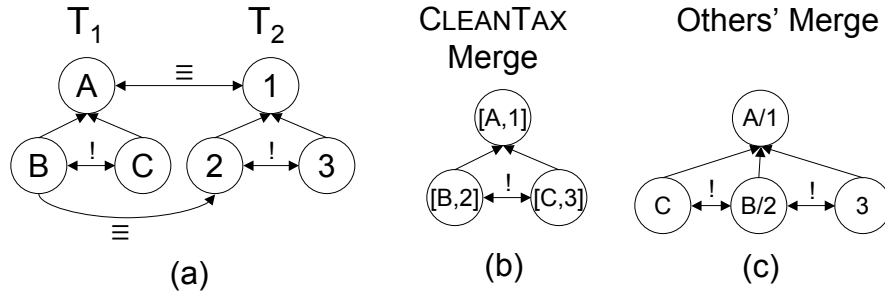 T₁ T₂
A ≡ 1
B ! C 2 ! 3
≡
(a)
CLEANTAX
Merge
[A,1]
[B,2] ! [C,3]
(b)
Others' Merge
A/1
C ! B/2 ! 3
(c)